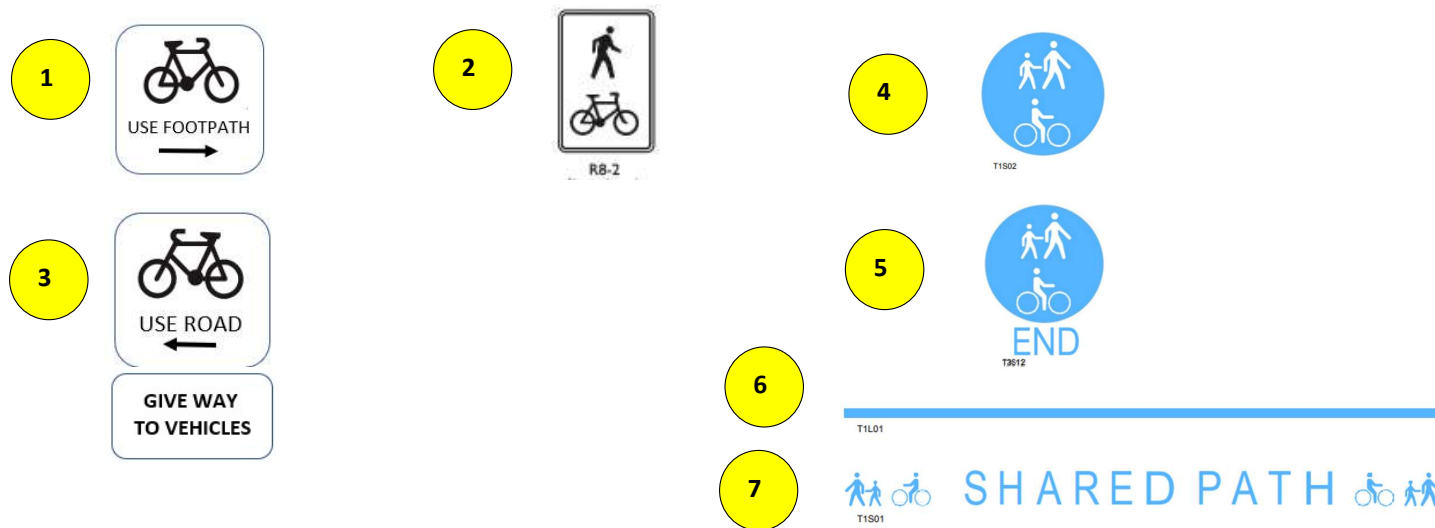 1
USE FOOTPATH
2
R8-2
4
T1S02
3
USE ROAD
GIVE WAY
TO VEHICLES
5
END
T3S12
6
T1L01
7
SHARED PATH
T1S01